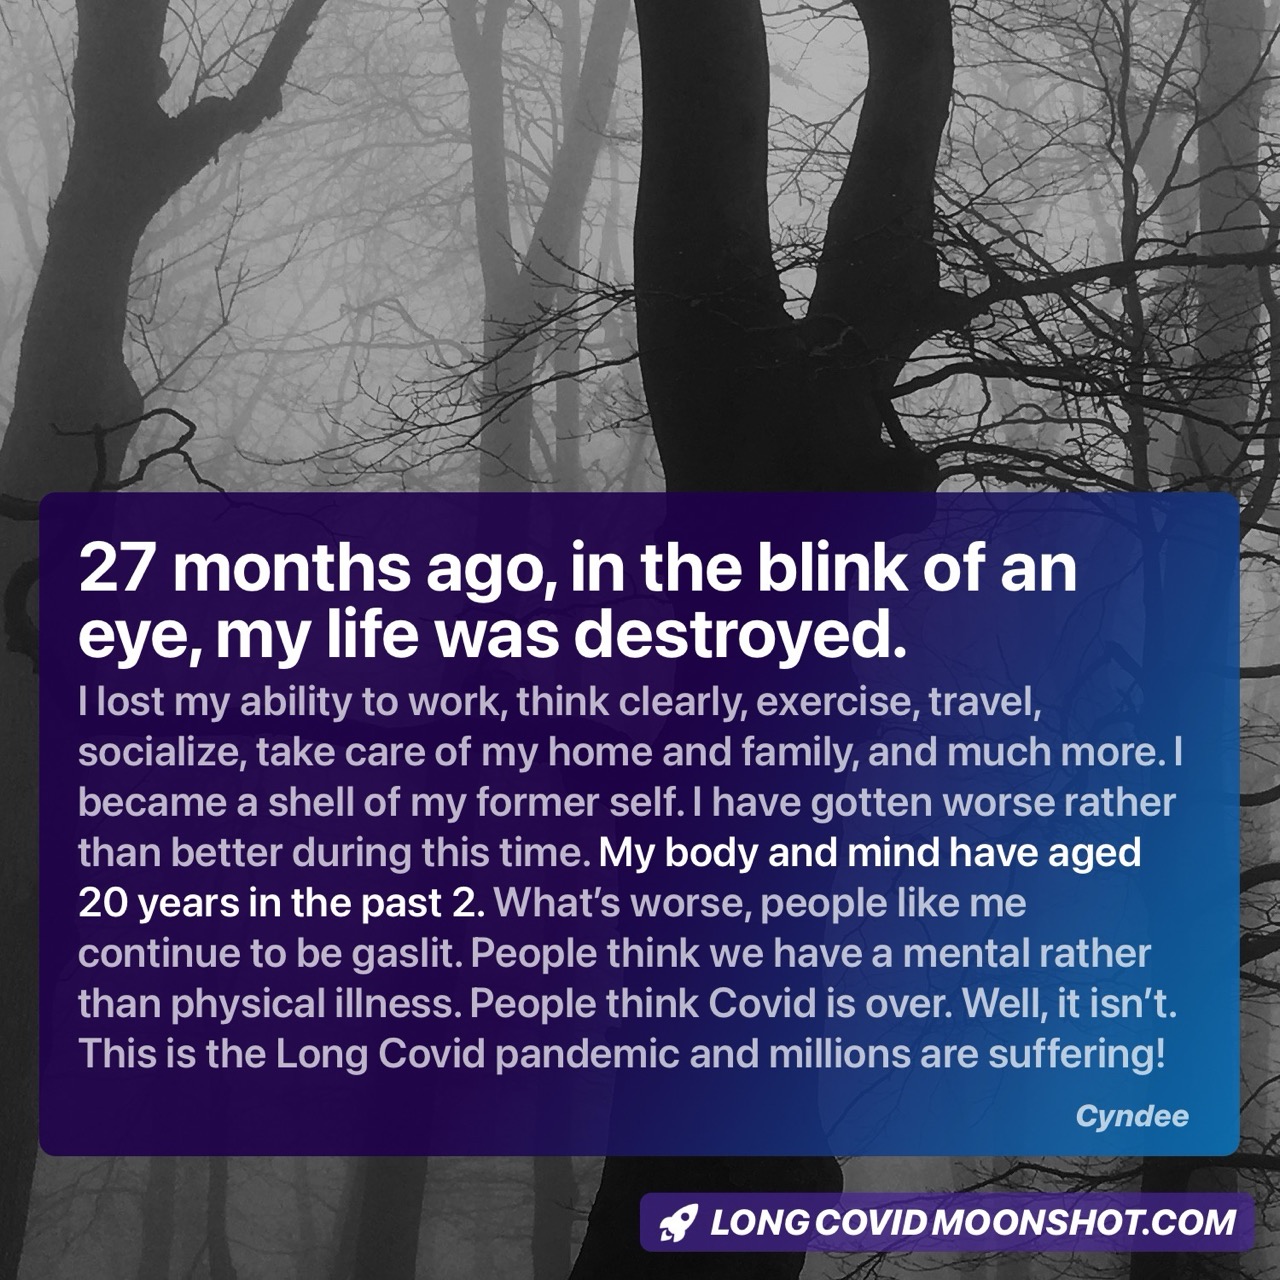 27 months ago, in the blink of an
eye, my life was destroyed.
I lost my ability to work, think clearly, exercise, travel,
socialize, take care of my home and family, and much more. I
became a shell of my former self. I have gotten worse rather
than better during this time. My body and mind have aged
20 years in the past 2. What’s worse, people like me
continue to be gaslit. People think we have a mental rather
than physical illness. People think Covid is over. Well, it isn’t.
This is the Long Covid pandemic and millions are suffering!
Cyndee
LONG COVID MOONSHOT.COM